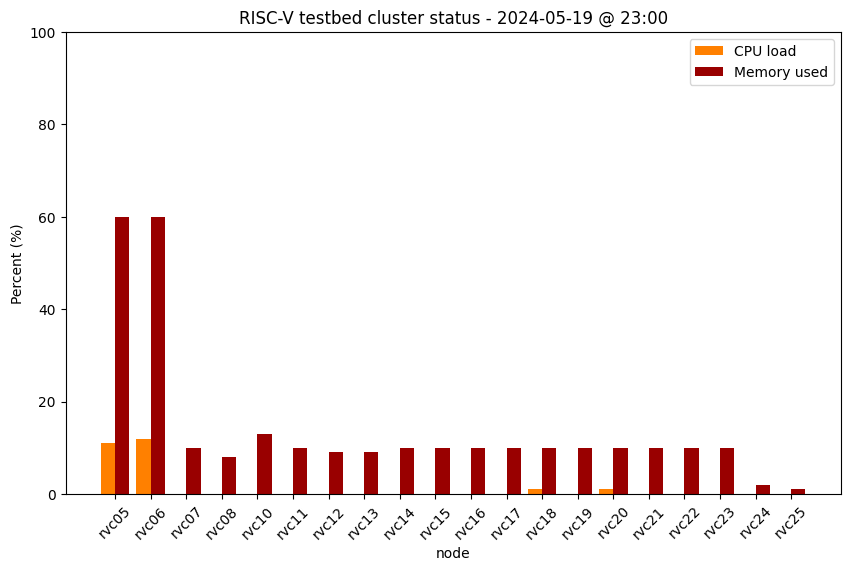 RISC-V testbed cluster status - 2024-05-19 @ 23:00
CPU load
Memory used
Percent (%)
100
80
60
40
20
0
rvc05
rvc06
rvc07
rvc08
rvc10
rvc11
rvc12
rvc13
rvc14
rvc15
rvc16
rvc17
rvc18
rvc19
rvc20
rvc21
rvc22
rvc23
rvc24
rvc25
node